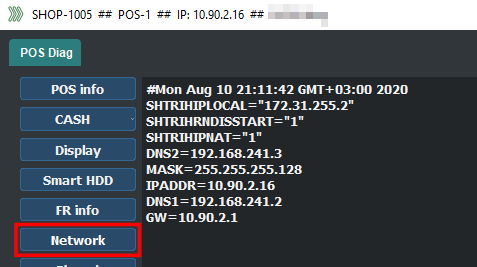 SHOP-1005 ## POS-1 ## IP: 10.90.2.16 ##
POS Diag
POS info
CASH
Display
Smart HDD
FR info
Network
#Mon Aug 10 21:11:42 GMT+03:00 2020
SHTRIHIPLOCAL="172.31.255.2"
SHTRIHRNDISSTART="1"
SHTRIHIPNAT="1"
DNS2=192.168.241.3
MASK=255.255.255.128
IPADDR=10.90.2.16
DNS1=192.168.241.2
GW=10.90.2.1